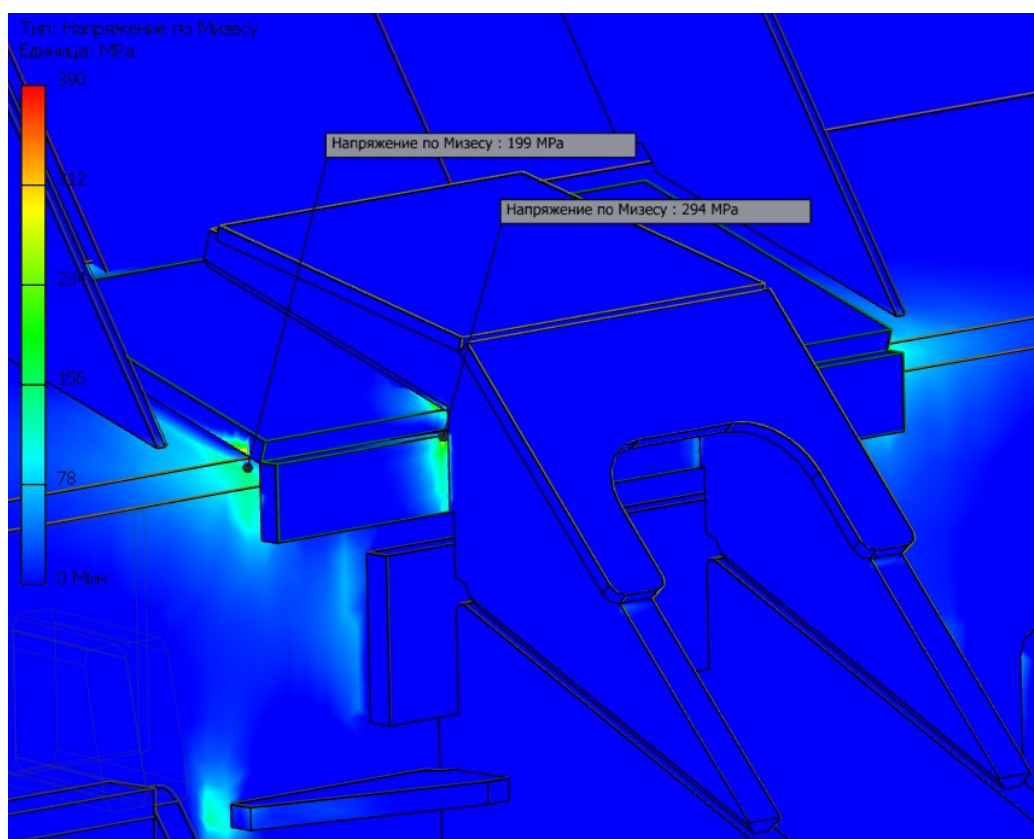 Тип: Напряжение по Мизесу
Единица: MPa
390
Напряжение по Мизесу : 199 MPa
312
Напряжение по Мизесу : 294 MPa
234
156
78
0 Мин